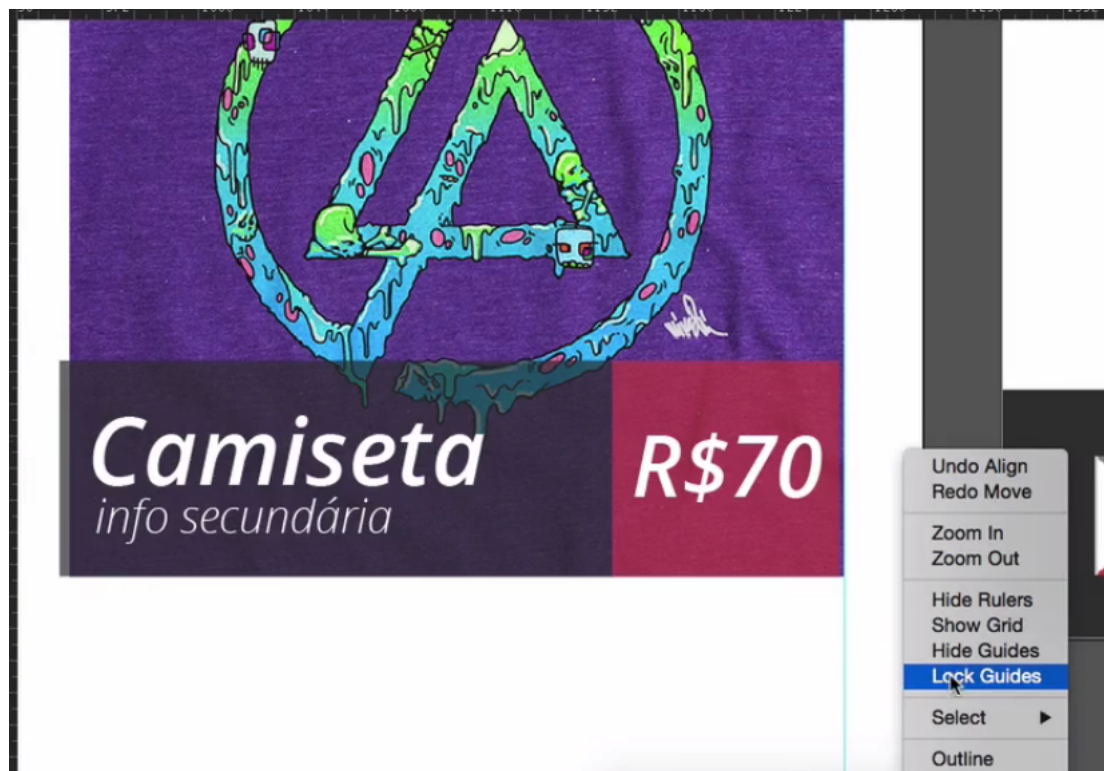 Camiseta
info secundária
R$70
Undo Align
Redo Move
Zoom In
Zoom Out
Hide Rulers
Show Grid
Hide Guides
Lock Guides
Select
Outline